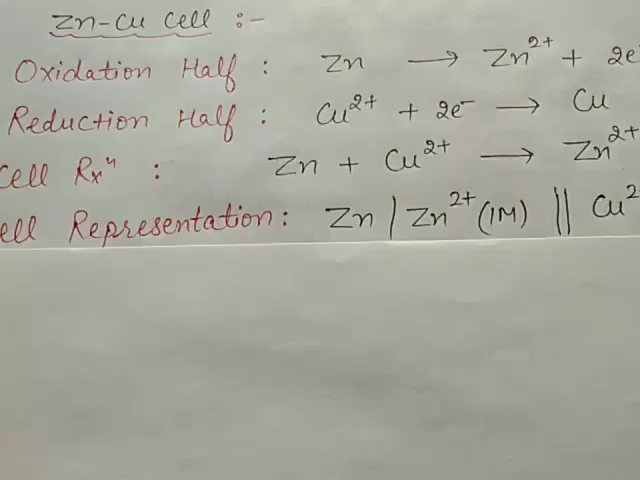 Zn-Cu Cell :-
Oxidation Half : Zn → Zn²⁺ + 2e
Reduction Half : Cu²⁺ + 2e⁻ → Cu
Cell Rxⁿ : Zn + Cu²⁺ → Zn²⁺
ell Representation: Zn | Zn²⁺ (1M) || Cu²